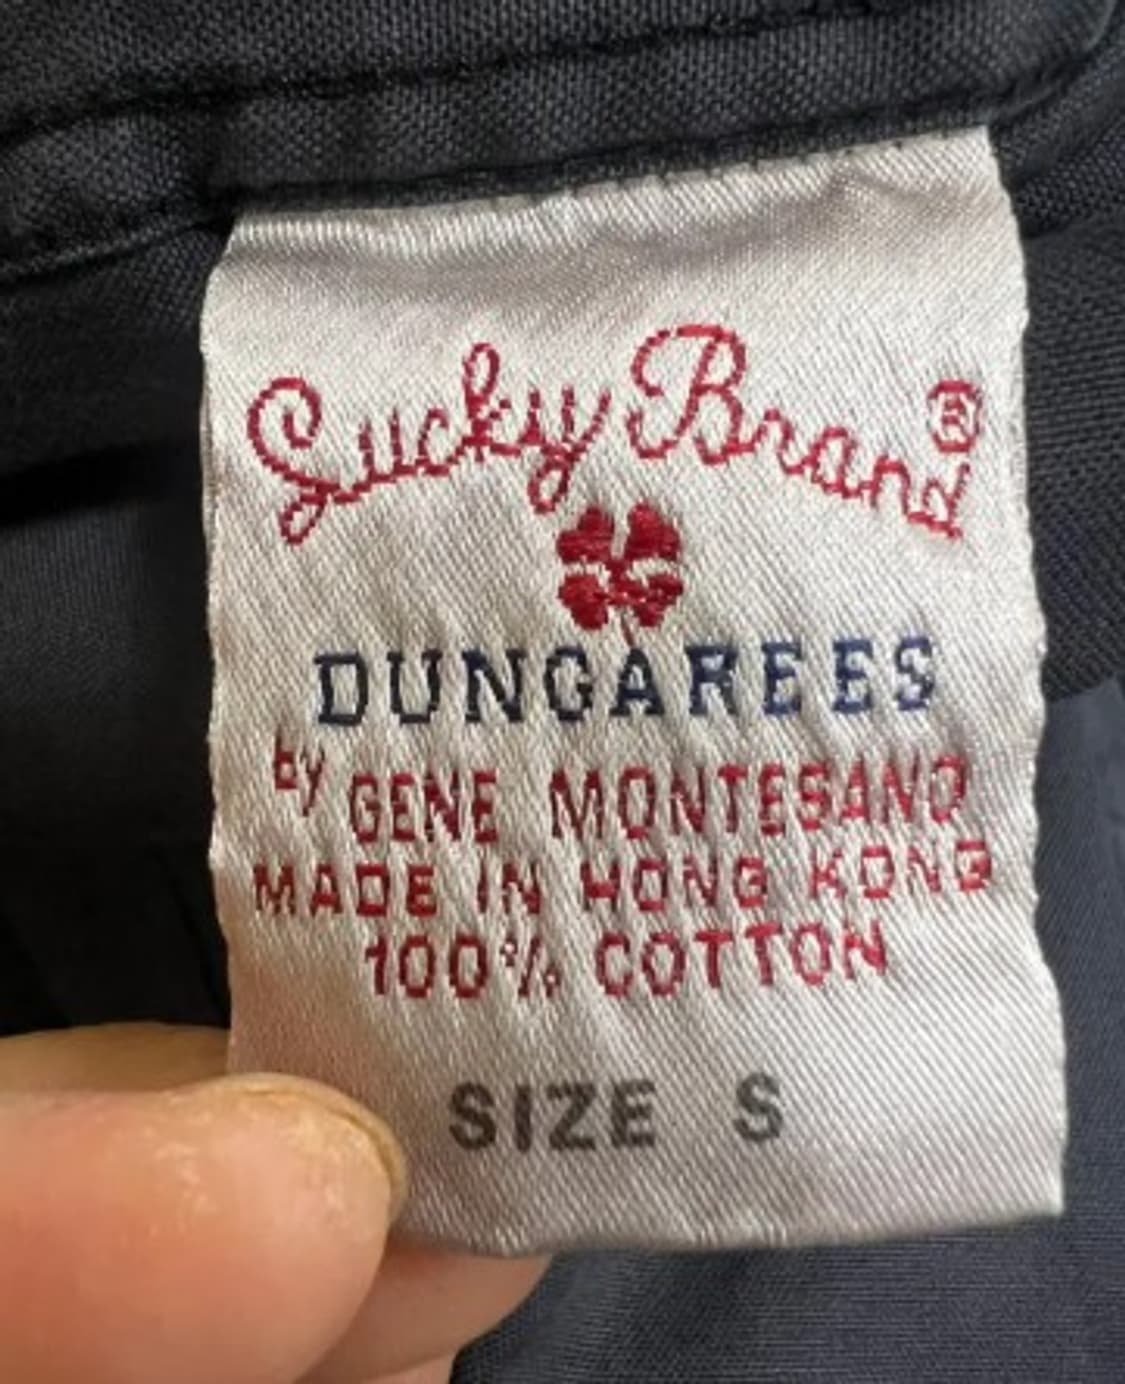 Lucky Brand®
DUNGAREES
by GENE MONTESANO
MADE IN HONG KONG
100% COTTON
SIZE S